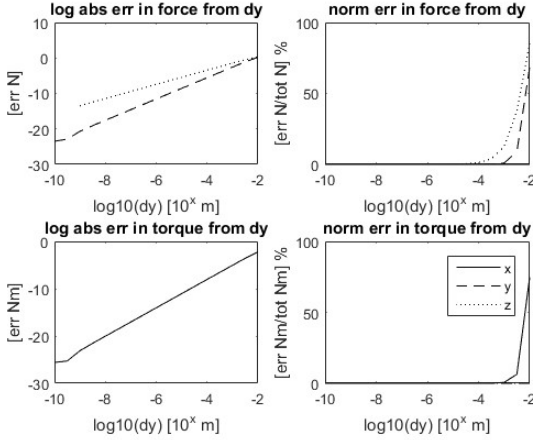 log abs err in force from dy
[err N]
10
0
-10
-20
-30
-10 -8 -6 -4 -2
log10(dy) [10^x m]
norm err in force from dy
[err N/tot N] %
100
50
0
-10 -8 -6 -4 -2
log10(dy) [10^x m]
log abs err in torque from dy
[err Nm]
0
-10
-20
-30
-10 -8 -6 -4 -2
log10(dy) [10^x m]
norm err in torque from dy
[err Nm/tot Nm] %
100
50
0
x
y
z
-10 -8 -6 -4 -2
log10(dy) [10^x m]